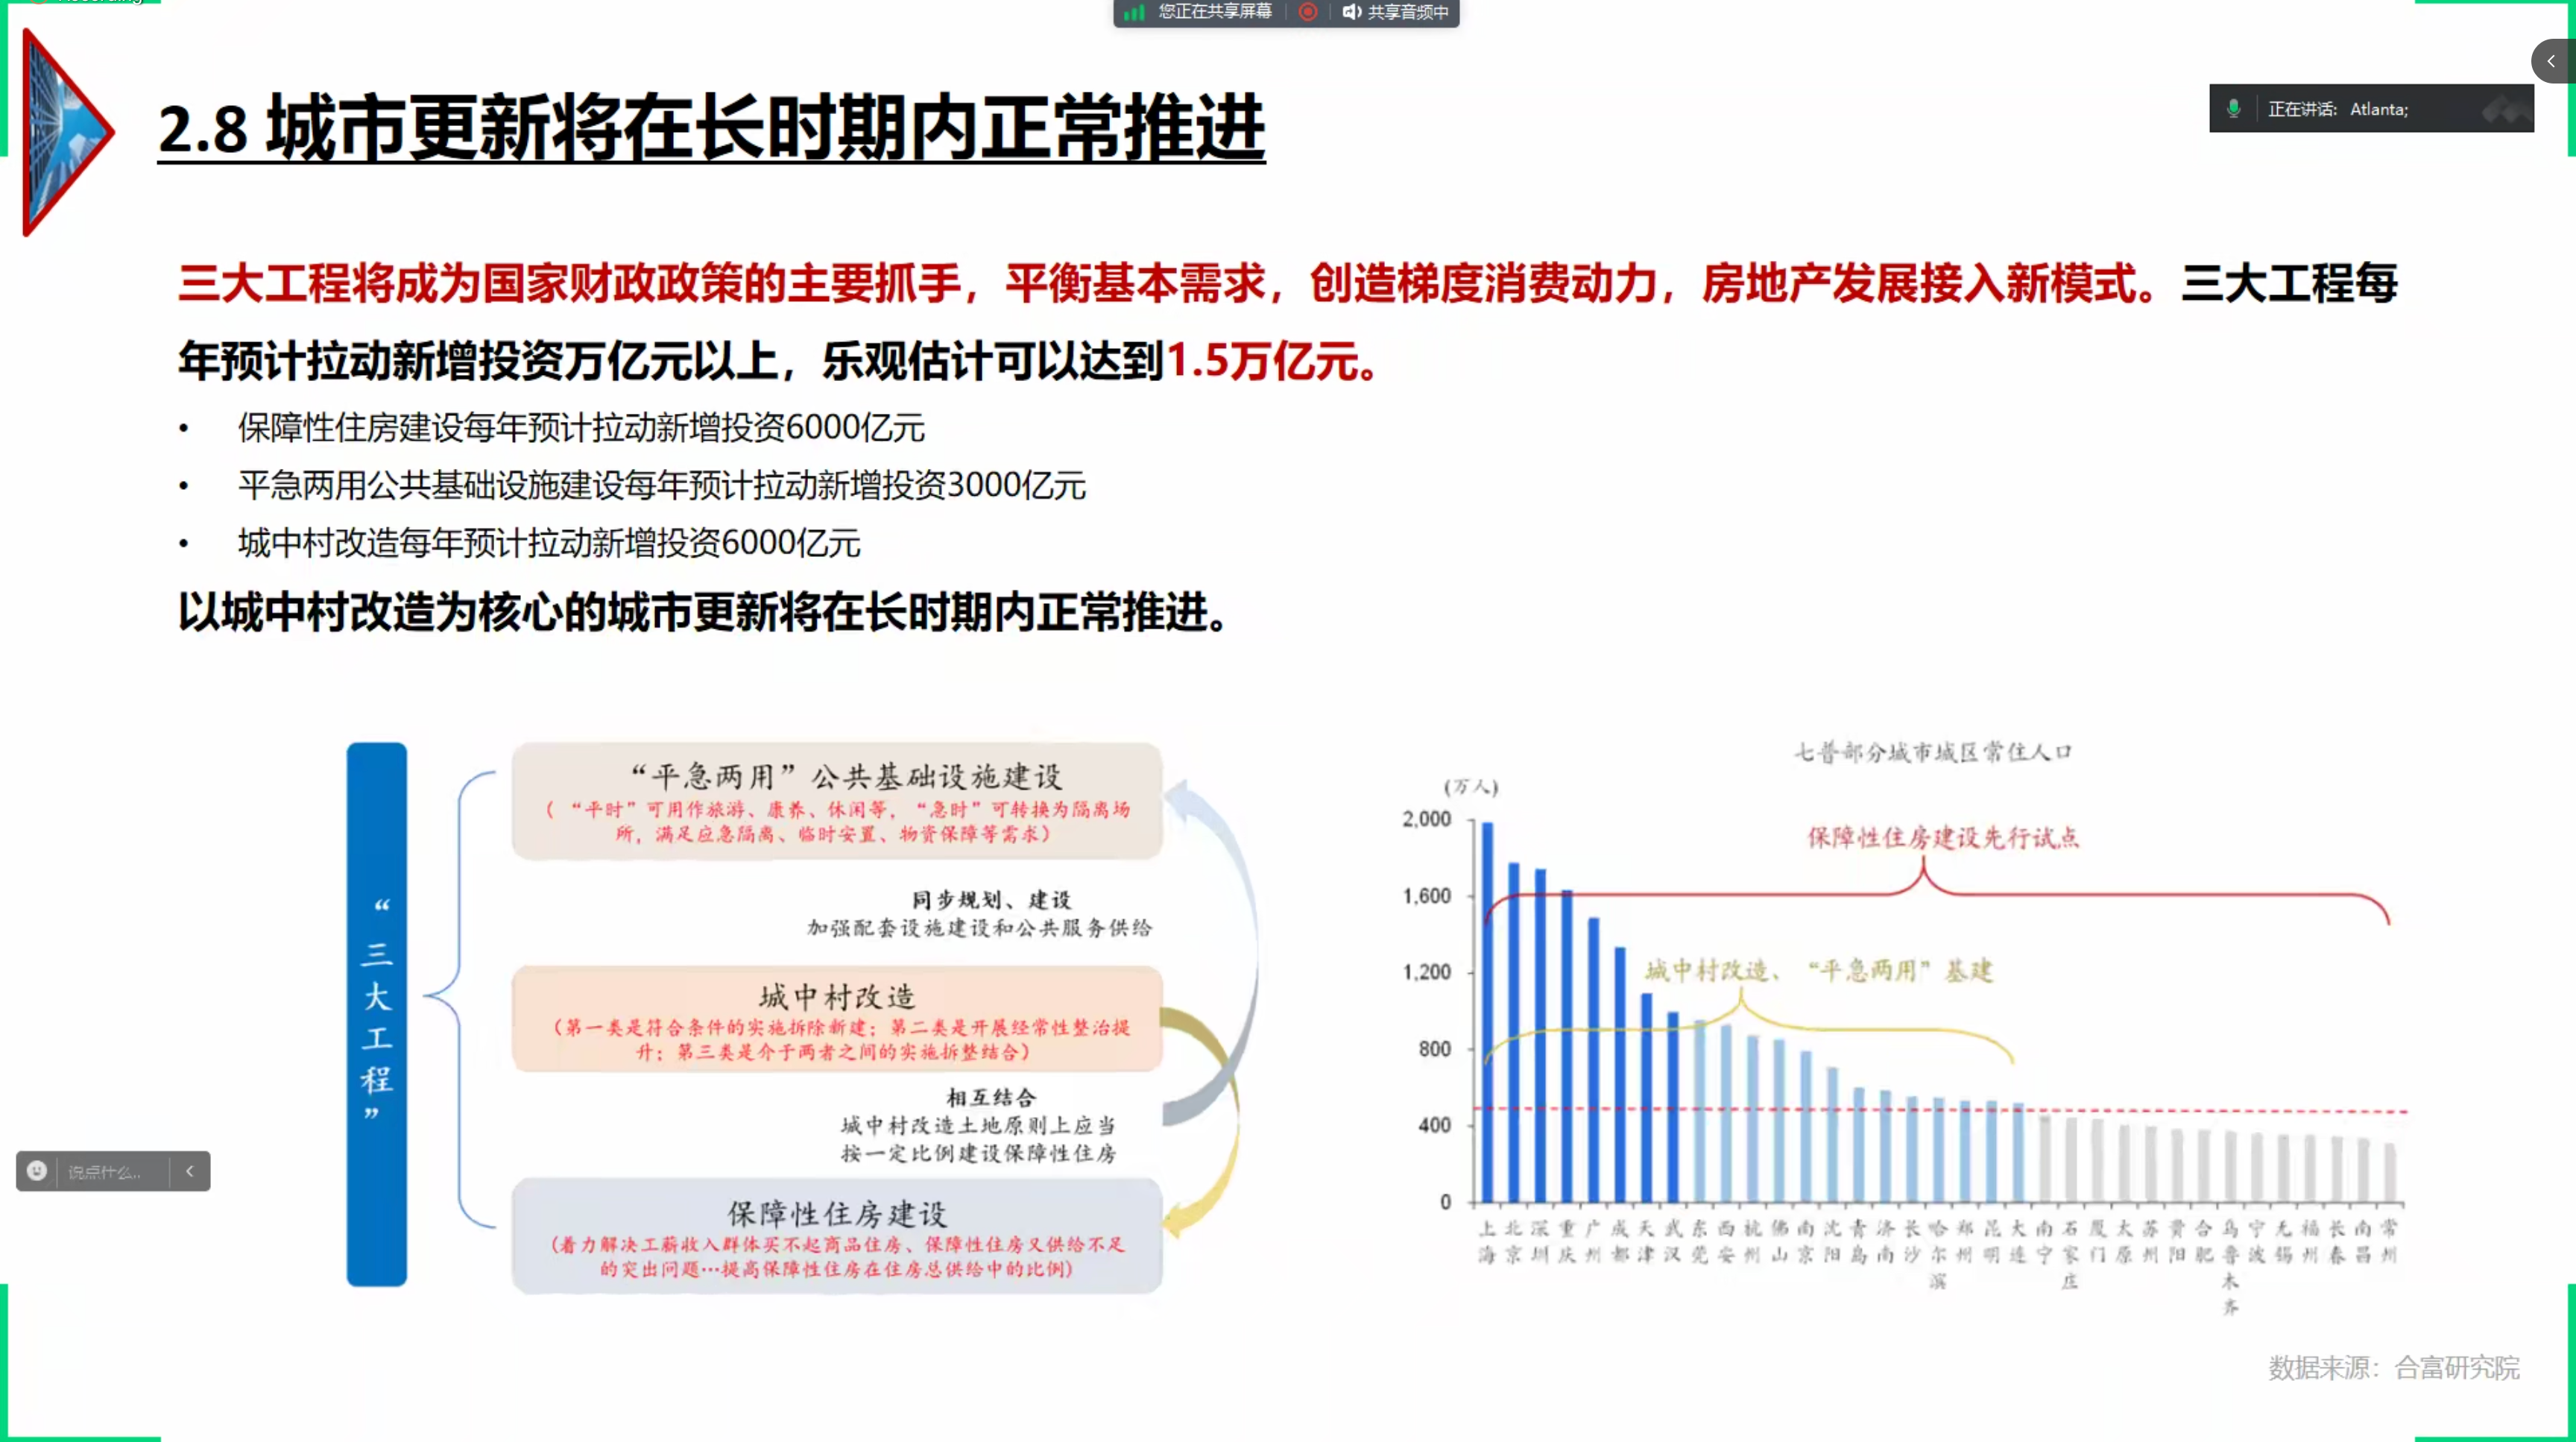 您正在共享屏幕
共享音频中
正在讲话: Atlanta;
2.8 城市更新将在长时期内正常推进
三大工程将成为国家财政政策的主要抓手，平衡基本需求，创造梯度消费动力，房地产发展接入新模式。三大工程每
年预计拉动新增投资万亿元以上，乐观估计可以达到1.5万亿元。
• 保障性住房建设每年预计拉动新增投资6000亿元
• 平急两用公共基础设施建设每年预计拉动新增投资3000亿元
• 城中村改造每年预计拉动新增投资6000亿元
以城中村改造为核心的城市更新将在长时期内正常推进。
“三大工程”
“平急两用”公共基础设施建设
（ “平时”可用作旅游、康养、休闲等，“急时”可转换为隔离场
所，满足应急隔离、临时安置、物资保障等需求）
同步规划、建设
加强配套设施建设和公共服务供给
城中村改造
（第一类是符合条件的实施拆除新建；第二类是开展经常性整治提
升；第三类是介于两者之间的实施拆整结合）
相互结合
城中村改造土地原则上应当
按一定比例建设保障性住房
保障性住房建设
（着力解决工薪收入群体买不起商品住房、保障性住房又供给不足
的突出问题…提高保障性住房在住房总供给中的比例）
说点什么...
七普部分城市城区常住人口
(万人)
2,000
1,600
1,200
800
400
0
保障性住房建设先行试点
城中村改造、“平急两用”基建
上海
北京
深圳
重庆
广州
成都
天津
武汉
东莞
西安
杭州
佛山
南京
沈阳
青岛
济南
长沙
哈尔滨
郑州
昆明
大连
南宁
石家庄
厦门
太原
苏州
贵阳
合肥
乌鲁木齐
宁波
无锡
福州
长春
南昌
常州
数据来源：合富研究院